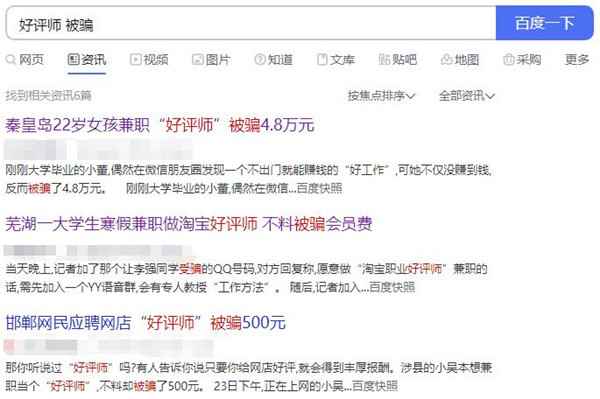 好评师 被骗 百度一下
网页 资讯 视频 图片 知道 文库 贴吧 地图 采购 更多
找到相关资讯6篇 按焦点排序 全部资讯
秦皇岛22岁女孩兼职“好评师”被骗4.8万元
刚刚大学毕业的小董,偶然在微信朋友圈发现一个不出门就能赚钱的“好工作”,可她不仅没赚到钱,
反而被骗了4.8万元。 刚刚大学毕业的小董,偶然在微信...百度快照
芜湖一大学生寒假兼职做淘宝好评师 不料被骗会员费
当天晚上,记者加了那个让李强同学受骗的QQ号码,对方回复称,愿意做“淘宝职业好评师”兼职的
话,需先加入一个YY语音群,会有专人教授“工作方法”。 随后,记者加入...百度快照
邯郸网民应聘网店“好评师”被骗500元
那你听说过“好评师”吗?有人告诉你说只要你给网店好评,就会得到丰厚报酬。涉县的小吴本想兼
职当个“好评师”,不料却被骗了500元。 23日下午,正在上网的小吴...百度快照